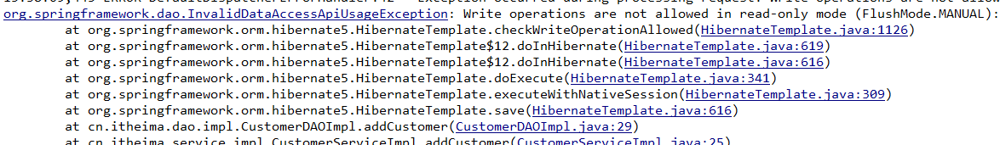 org.springframework.dao.InvalidDataAccessApiUsageException: Write operations are not allowed in read-only mode (FlushMode.MANUAL):
at org.springframework.orm.hibernate5.HibernateTemplate.checkWriteOperationAllowed(HibernateTemplate.java:1126)
at org.springframework.orm.hibernate5.HibernateTemplate$12.doInHibernate(HibernateTemplate.java:619)
at org.springframework.orm.hibernate5.HibernateTemplate$12.doInHibernate(HibernateTemplate.java:616)
at org.springframework.orm.hibernate5.HibernateTemplate.doExecute(HibernateTemplate.java:341)
at org.springframework.orm.hibernate5.HibernateTemplate.executeWithNativeSession(HibernateTemplate.java:309)
at org.springframework.orm.hibernate5.HibernateTemplate.save(HibernateTemplate.java:616)
at cn.itheima.dao.impl.CustomerDAOImpl.addCustomer(CustomerDAOImpl.java:29)
at cn.itheima.service.impl.CustomerServiceImpl.addCustomer(CustomerServiceImpl.java:25)